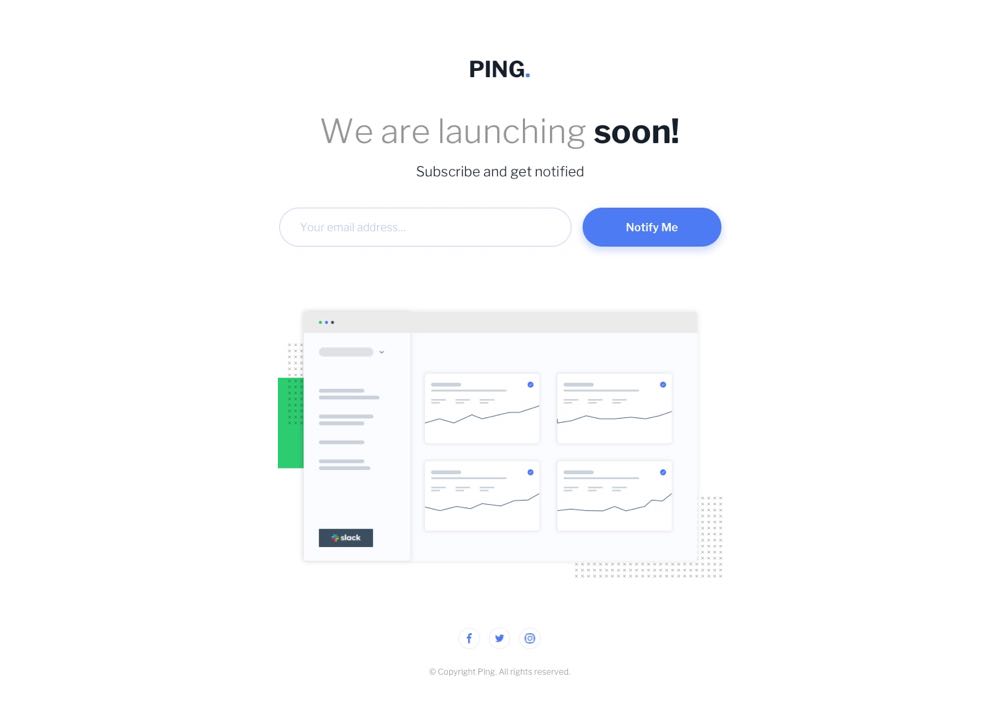 PING.
We are launching soon!
Subscribe and get notified
Your email address...
Notify Me
slack
© Copyright Ping. All rights reserved.